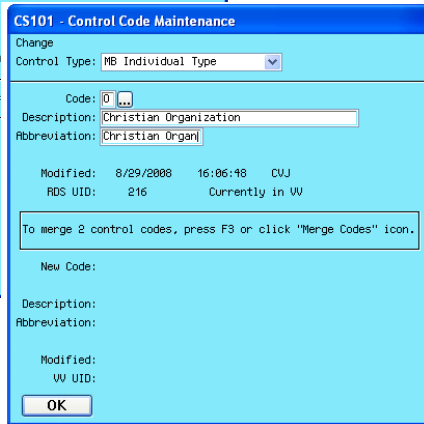 CS101 - Control Code Maintenance
Change
Control Type: MB Individual Type
Code: O ...
Description: Christian Organization
Abbreviation: Christian Organ
Modified: 8/29/2008 16:06:48 CVJ
RDS UID: 216 Currently in VV
To merge 2 control codes, press F3 or click "Merge Codes" icon.
New Code:
Description:
Abbreviation:
Modified:
VV UID:
OK